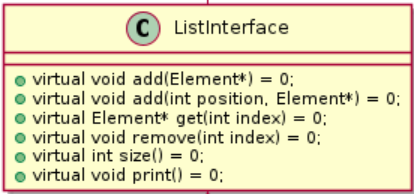 C ListInterface
virtual void add(Element*) = 0;
virtual void add(int position, Element*) = 0;
virtual Element* get(int index) = 0;
virtual void remove(int index) = 0;
virtual int size() = 0;
virtual void print() = 0;